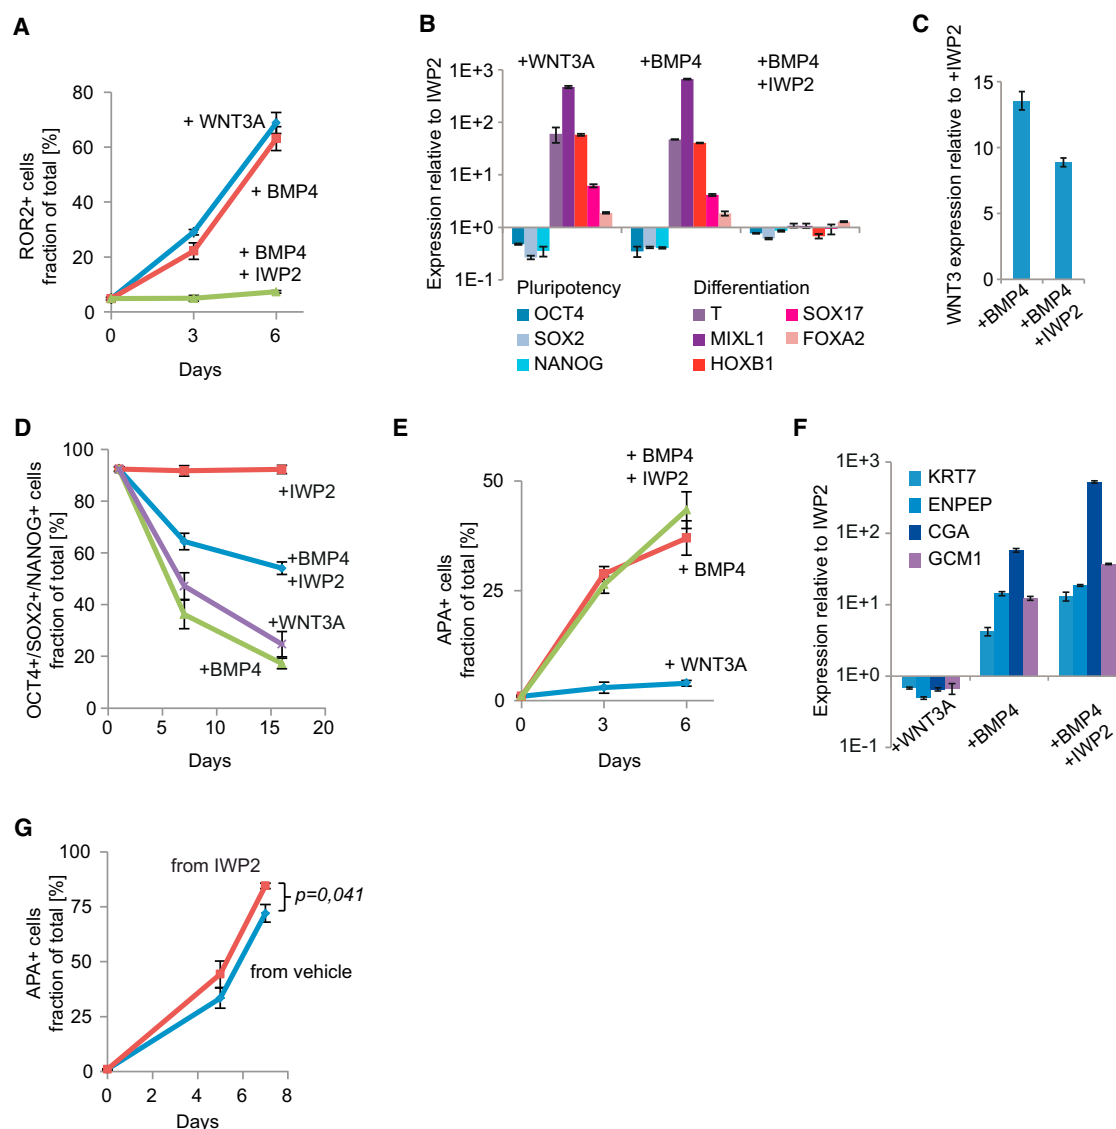 A
ROR2+ cells
fraction of total [%]
80
60
40
20
0
+ WNT3A
+ BMP4
+ BMP4
+ IWP2
0 3 6
Days
B
Expression relative to IWP2
1E+3
1E+2
1E+1
1E+0
1E-1
+WNT3A +BMP4 +BMP4
+IWP2
Pluripotency
OCT4
SOX2
NANOG
Differentiation
T
MIXL1
HOXB1
SOX17
FOXA2
C
WNT3 expression relative to +IWP2
15
10
5
0
+BMP4
+BMP4
+IWP2
D
OCT4+/SOX2+/NANOG+ cells
fraction of total [%]
100
80
60
40
20
0
+IWP2
+BMP4
+IWP2
+WNT3A
+BMP4
0 5 10 15 20
Days
E
APA+ cells
fraction of total [%]
50
25
0
+ BMP4
+ IWP2
+ BMP4
+ WNT3A
0 3 6
Days
F
Expression relative to IWP2
1E+3
1E+2
1E+1
1E+0
1E-1
KRT7
ENPEP
CGA
GCM1
+WNT3A
+BMP4
+BMP4
+IWP2
G
APA+ cells
fraction of total [%]
100
75
50
25
0
from IWP2
p=0,041
from vehicle
0 2 4 6 8
Days